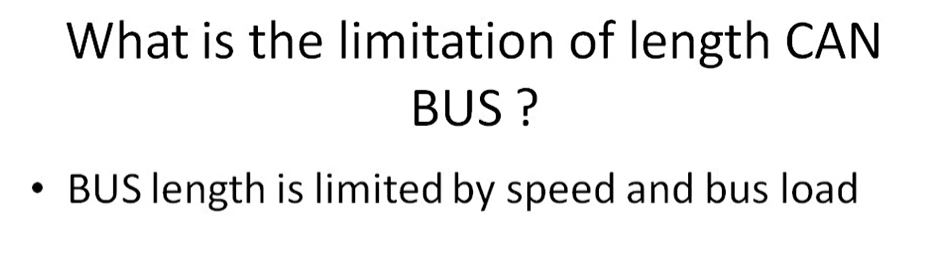 What is the limitation of length CAN
BUS ?
• BUS length is limited by speed and bus load